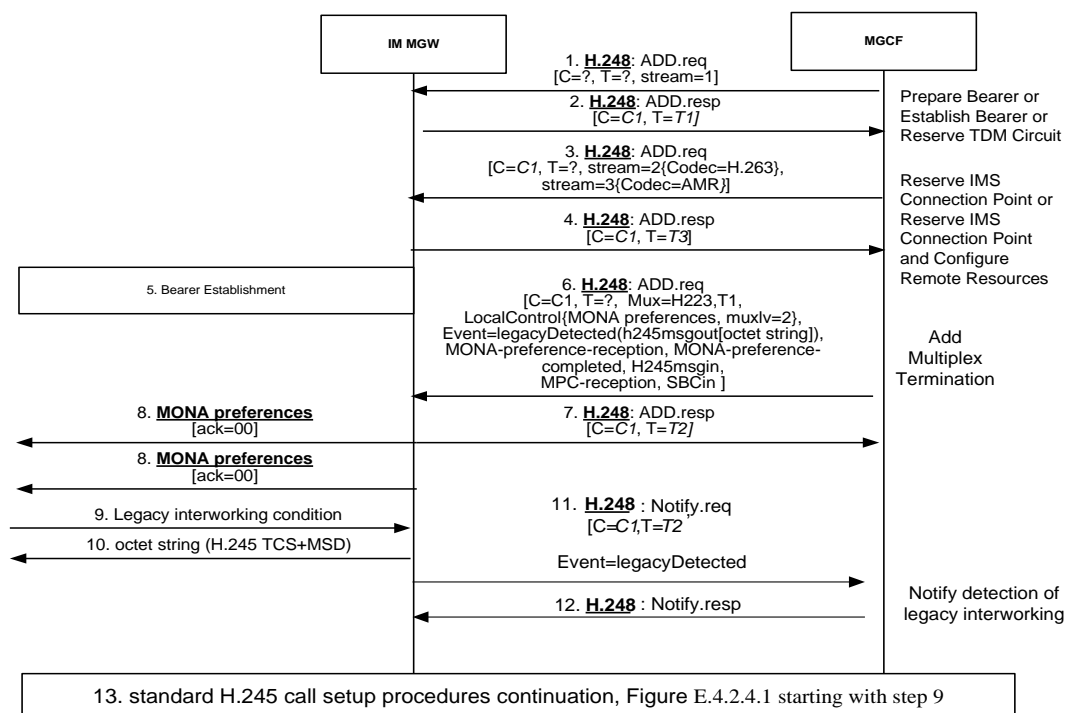 IM MGW
MGCF
1. H.248: ADD.req
[C=?, T=?, stream=1]
2. H.248: ADD.resp
[C=C1, T=T1]
Prepare Bearer or
Establish Bearer or
Reserve TDM Circuit
3. H.248: ADD.req
[C=C1, T=?, stream=2{Codec=H.263},
stream=3{Codec=AMR}]
4. H.248: ADD.resp
[C=C1, T=T3]
Reserve IMS
Connection Point or
Reserve IMS
Connection Point
and Configure
Remote Resources
5. Bearer Establishment
6. H.248: ADD.req
[C=C1, T=?, Mux=H223,T1,
LocalControl{MONA preferences, muxlv=2},
Event=legacyDetected(h245msgout[octet string]),
MONA-preference-reception, MONA-preference-
completed, H245msgin,
MPC-reception, SBCin ]
Add
Multiplex
Termination
8. MONA preferences
[ack=00]
7. H.248: ADD.resp
[C=C1, T=T2]
8. MONA preferences
[ack=00]
9. Legacy interworking condition
10. octet string (H.245 TCS+MSD)
11. H.248 : Notify.req
[C=C1,T=T2
Event=legacyDetected
12. H.248 : Notify.resp
Notify detection of
legacy interworking
13. standard H.245 call setup procedures continuation, Figure E.4.2.4.1 starting with step 9